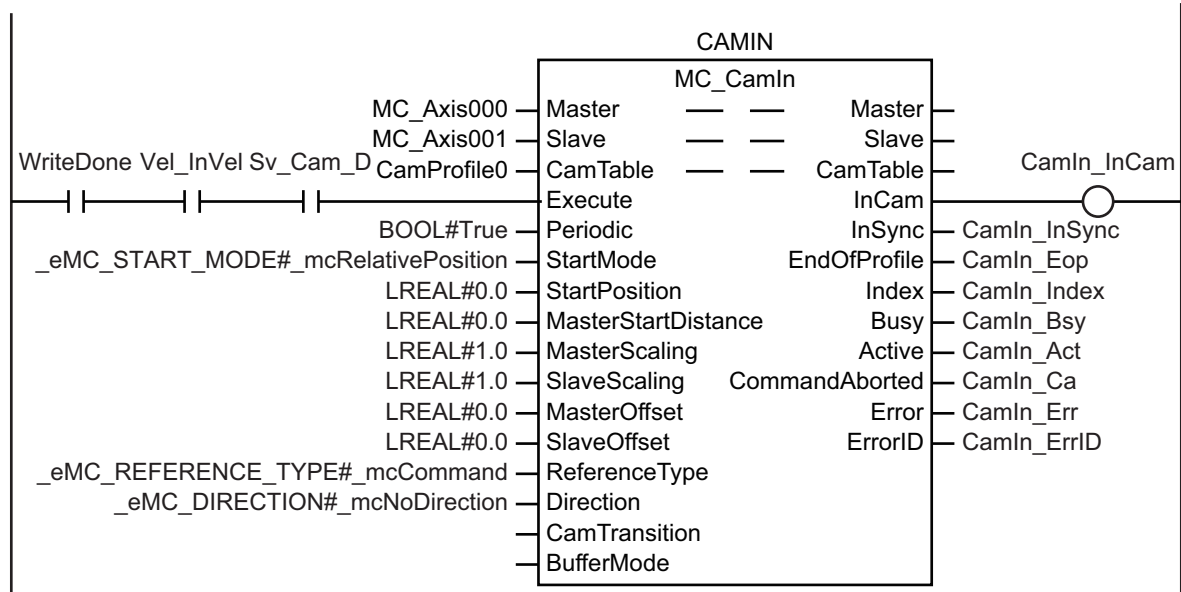 CAMIN
MC_CamIn
MC_Axis000 Master Master
MC_Axis001 Slave Slave
WriteDone Vel_InVel Sv_Cam_D CamProfile0 CamTable CamTable CamIn_InCam
Execute InCam
BOOL#True Periodic InSync CamIn_InSync
_eMC_START_MODE#_mcRelativePosition StartMode EndOfProfile CamIn_Eop
LREAL#0.0 StartPosition Index CamIn_Index
LREAL#0.0 MasterStartDistance Busy CamIn_Bsy
LREAL#1.0 MasterScaling Active CamIn_Act
LREAL#1.0 SlaveScaling CommandAborted CamIn_Ca
LREAL#0.0 MasterOffset Error CamIn_Err
LREAL#0.0 SlaveOffset ErrorID CamIn_ErrID
_eMC_REFERENCE_TYPE#_mcCommand ReferenceType
_eMC_DIRECTION#_mcNoDirection Direction
CamTransition
BufferMode